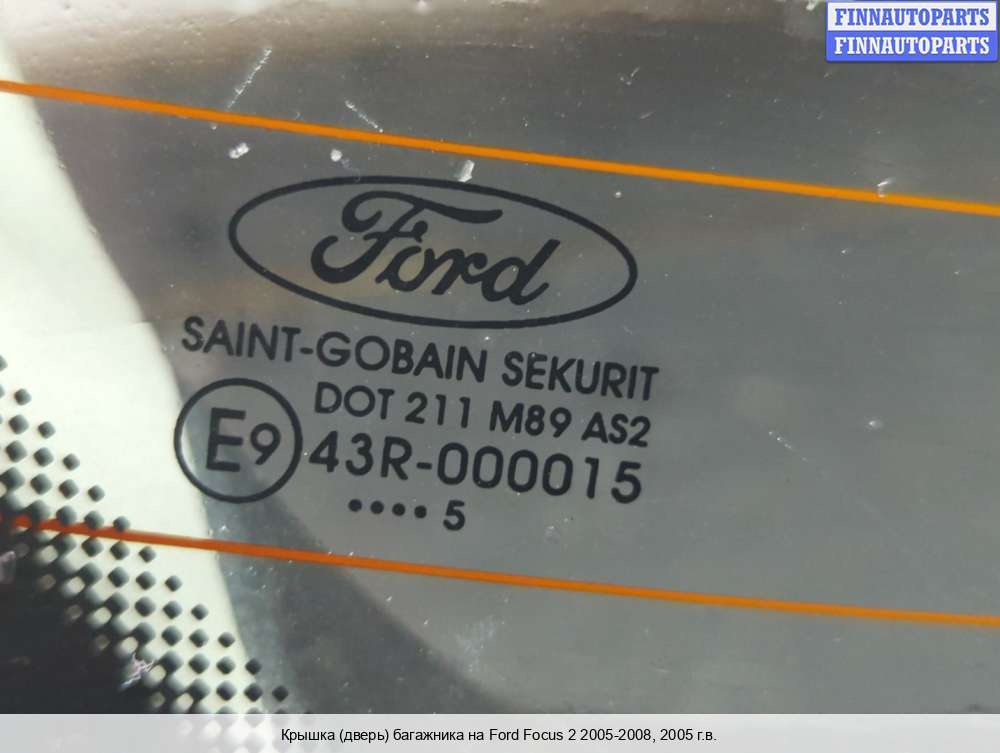 FINNAUTOPARTS
FINNAUTOPARTS
Ford
SAINT-GOBAIN SEKURIT
DOT 211 M89 AS2
E9 43R-000015
•••• 5
Крышка (дверь) багажника на Ford Focus 2 2005-2008, 2005 г.в.